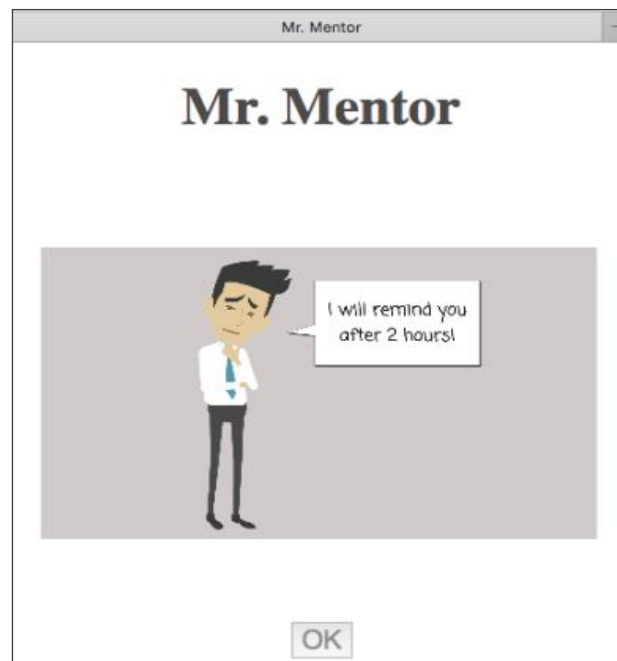 Mr. Mentor
Mr. Mentor
I will remind you
after 2 hours!
OK